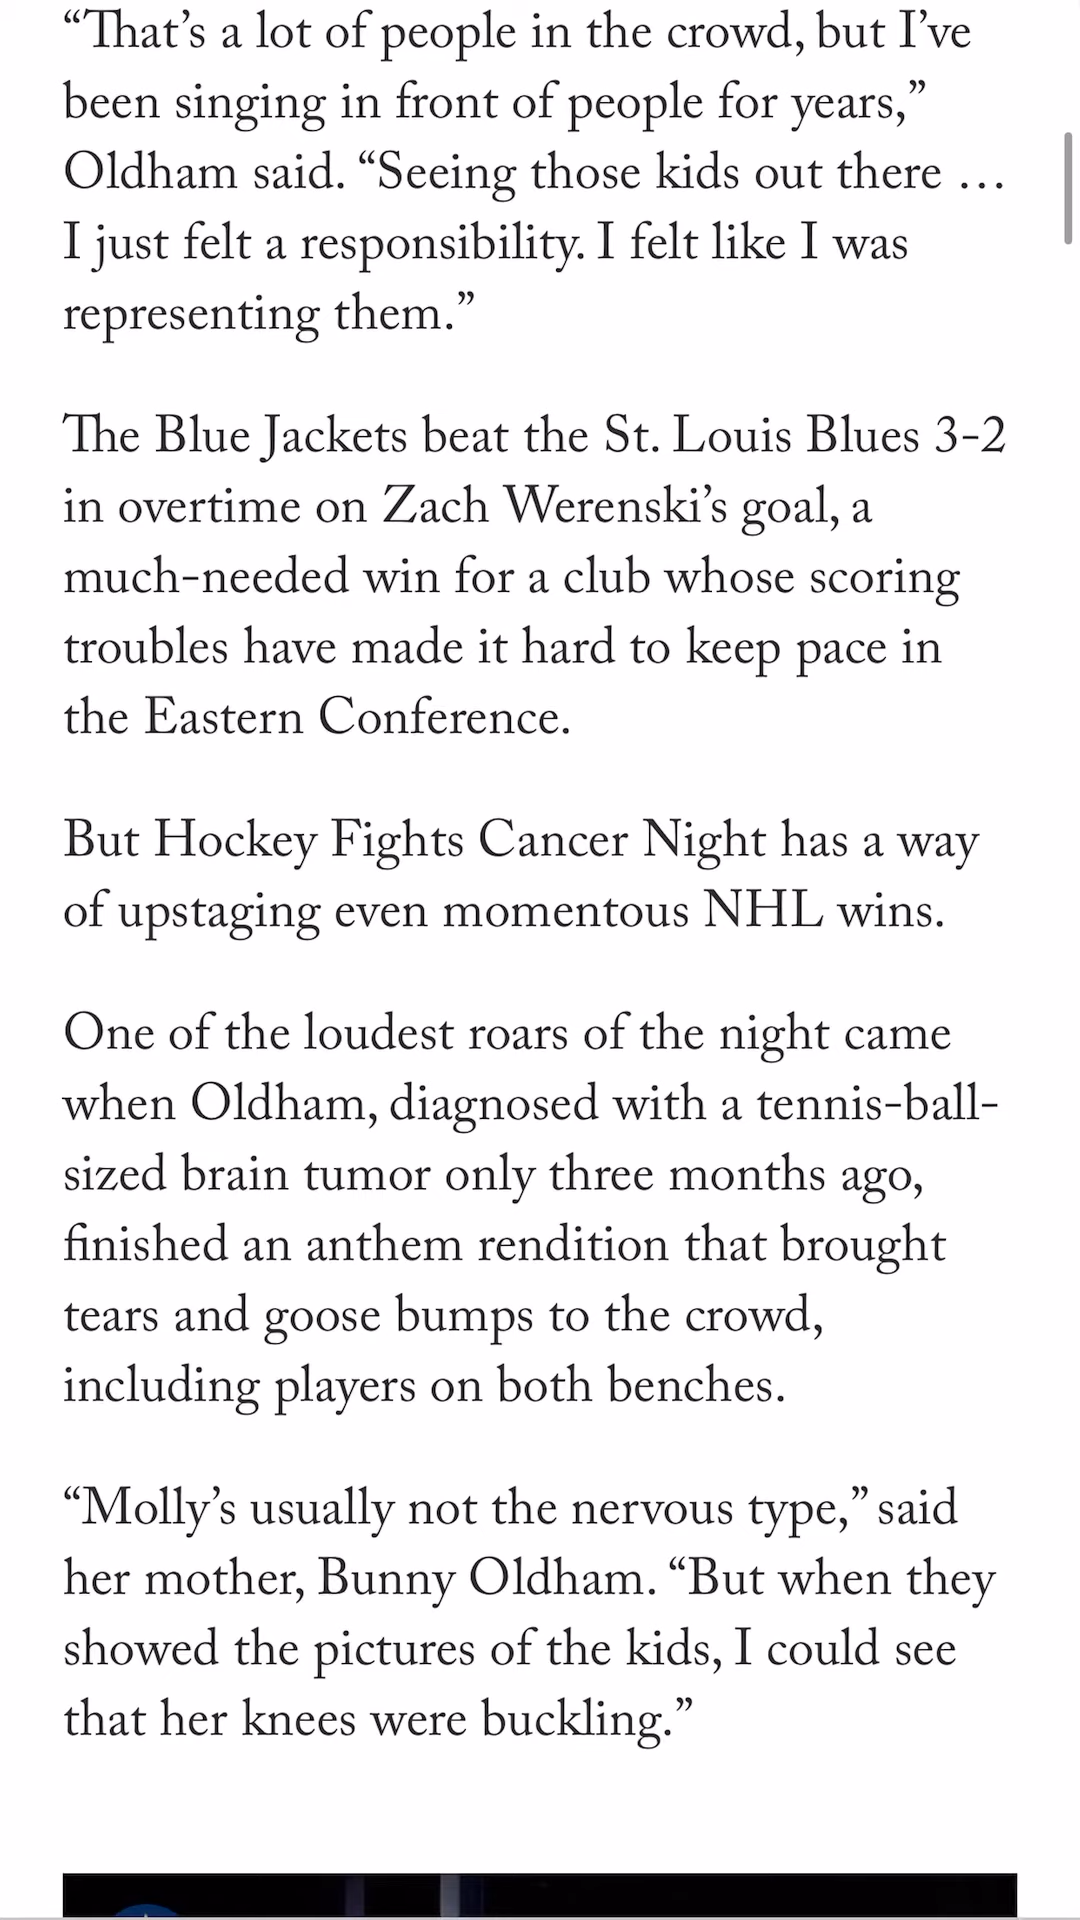 “That’s a lot of people in the crowd, but I’ve
been singing in front of people for years,”
Oldham said. “Seeing those kids out there …
I just felt a responsibility. I felt like I was
representing them.”
The Blue Jackets beat the St. Louis Blues 3-2
in overtime on Zach Werenski’s goal, a
much-needed win for a club whose scoring
troubles have made it hard to keep pace in
the Eastern Conference.
But Hockey Fights Cancer Night has a way
of upstaging even momentous NHL wins.
One of the loudest roars of the night came
when Oldham, diagnosed with a tennis-ball-
sized brain tumor only three months ago,
finished an anthem rendition that brought
tears and goose bumps to the crowd,
including players on both benches.
“Molly’s usually not the nervous type,” said
her mother, Bunny Oldham. “But when they
showed the pictures of the kids, I could see
that her knees were buckling.”